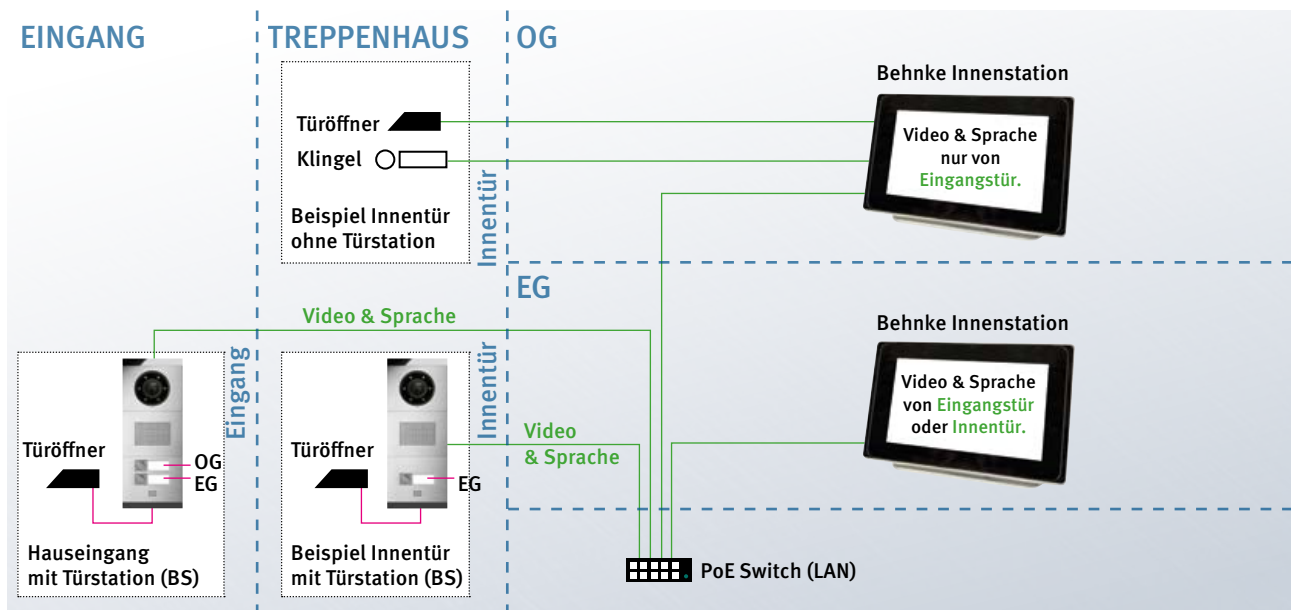 EINGANG
TREPPENHAUS
OG
Türöffner
Klingel
Beispiel Innentür
ohne Türstation
Innentür
Behnke Innenstation
Video & Sprache
nur von
Eingangstür.
EG
Video & Sprache
Behnke Innenstation
Video & Sprache
von Eingangstür
oder Innentür.
Eingang
Türöffner
OG
EG
Hauseingang
mit Türstation (BS)
Innentür
Türöffner
EG
Beispiel Innentür
mit Türstation (BS)
Video
& Sprache
PoE Switch (LAN)